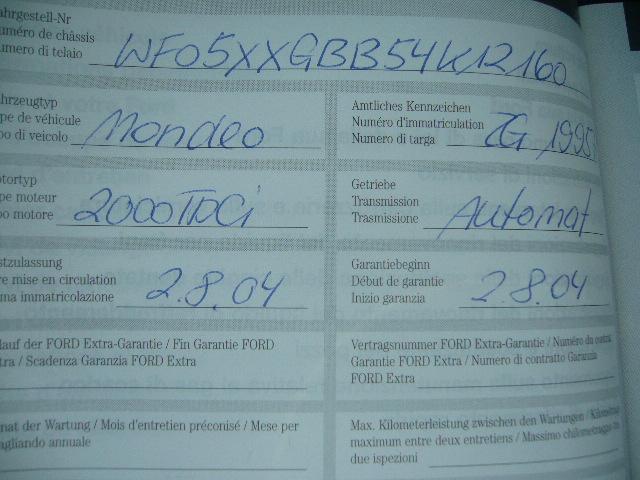 ahrgestell-Nr
uméro de châssis
umero di telaio WF05XXGBB54K12160
hrzeugtyp
pe de véhicule
po di veicolo Mondeo
Amtliches Kennzeichen
Numéro d'immatriculation
Numero di targa ZG 1995
otortyp
pe moteur
po motore 2000TDCi
Getriebe
Transmission
Trasmissione Automat
stzulassung
re mise en circulation
ma immatricolazione 2.8.04
Garantiebeginn
Début de garantie
Inizio garanzia 2.8.04
lauf der FORD Extra-Garantie / Fin Garantie FORD
tra / Scadenza Garanzia FORD Extra
Vertragsnummer FORD Extra-Garantie / Numéro du contra
Garantie FORD Extra / Numero di contratto Garanzia
FORD Extra
nat der Wartung / Mois d'entretien préconisé / Mese per
agliando annuale
Max. Kilometerleistung zwischen den Wartungen / Kilométrage
maximum entre deux entretiens / Massimo chilometraggio tra
due ispezioni